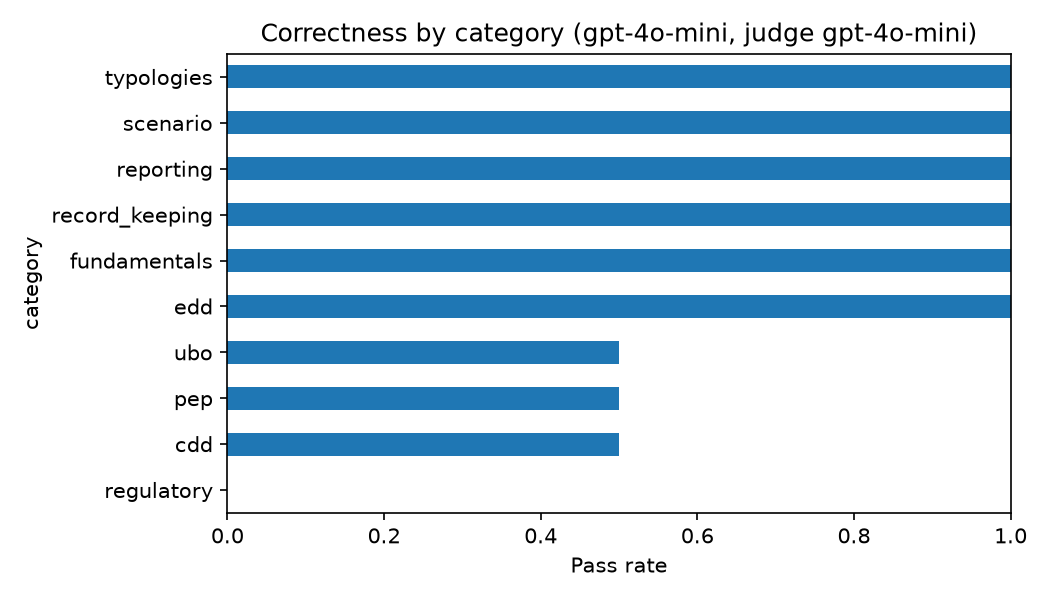 Correctness by category (gpt-4o-mini, judge gpt-4o-mini)
typologies
scenario
reporting
record_keeping
fundamentals
edd
ubo
pep
cdd
regulatory
category
0.0 0.2 0.4 0.6 0.8 1.0
Pass rate